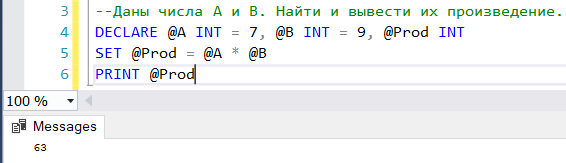 3 --Даны числа A и B. Найти и вывести их произведение.
4 DECLARE @A INT = 7, @B INT = 9, @Prod INT
5 SET @Prod = @A * @B
6 PRINT @Prod
100 %
Messages
63